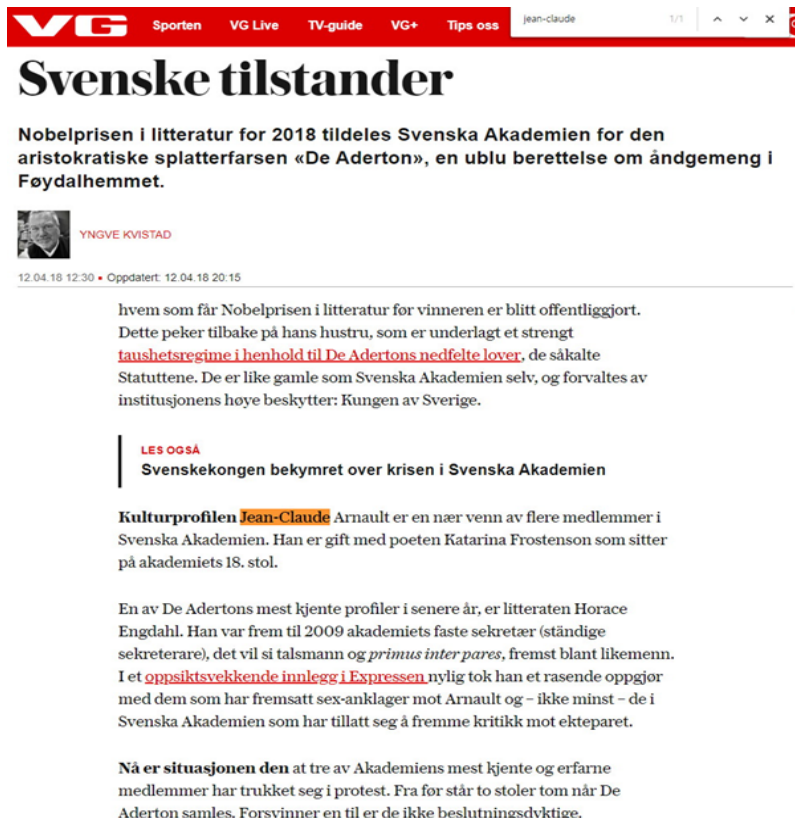 VG Sporten VG Live TV-guide VG+ Tips oss jean-claude 1/1
Svenske tilstander
Nobelprisen i litteratur for 2018 tildeles Svenska Akademien for den
aristokratiske splatterfarsen «De Aderton», en ublu berettelse om åndgemeng i
Føydalhemmet.
YNGVE KVISTAD
12.04.18 12:30 • Oppdatert: 12.04.18 20:15
hvem som får Nobelprisen i litteratur før vinneren er blitt offentliggjort.
Dette peker tilbake på hans hustru, som er underlagt et strengt
taushetsregime i henhold til De Adertons nedfelte lover, de såkalte
Statuttene. De er like gamle som Svenska Akademien selv, og forvaltes av
institusjonens høye beskytter: Kungen av Sverige.
LES OGSÅ
Svenskekongen bekymret over krisen i Svenska Akademien
Kulturprofilen Jean-Claude Arnault er en nær venn av flere medlemmer i
Svenska Akademien. Han er gift med poeten Katarina Frostenson som sitter
på akademiets 18. stol.
En av De Adertons mest kjente profiler i senere år, er litteraten Horace
Engdahl. Han var frem til 2009 akademiets faste sekretær (ständige
sekreterare), det vil si talsmann og primus inter pares, fremst blant likemenn.
I et oppsiktsvekkende innlegg i Expressen nylig tok han et rasende oppgjør
med dem som har fremsatt sex-anklager mot Arnault og – ikke minst – de i
Svenska Akademien som har tillatt seg å fremme kritikk mot ekteparet.
Nå er situasjonen den at tre av Akademiens mest kjente og erfarne
medlemmer har trukket seg i protest. Fra før står to stoler tom når De
Aderton samles. Forsvinner en til er de ikke beslutningsdyktige.